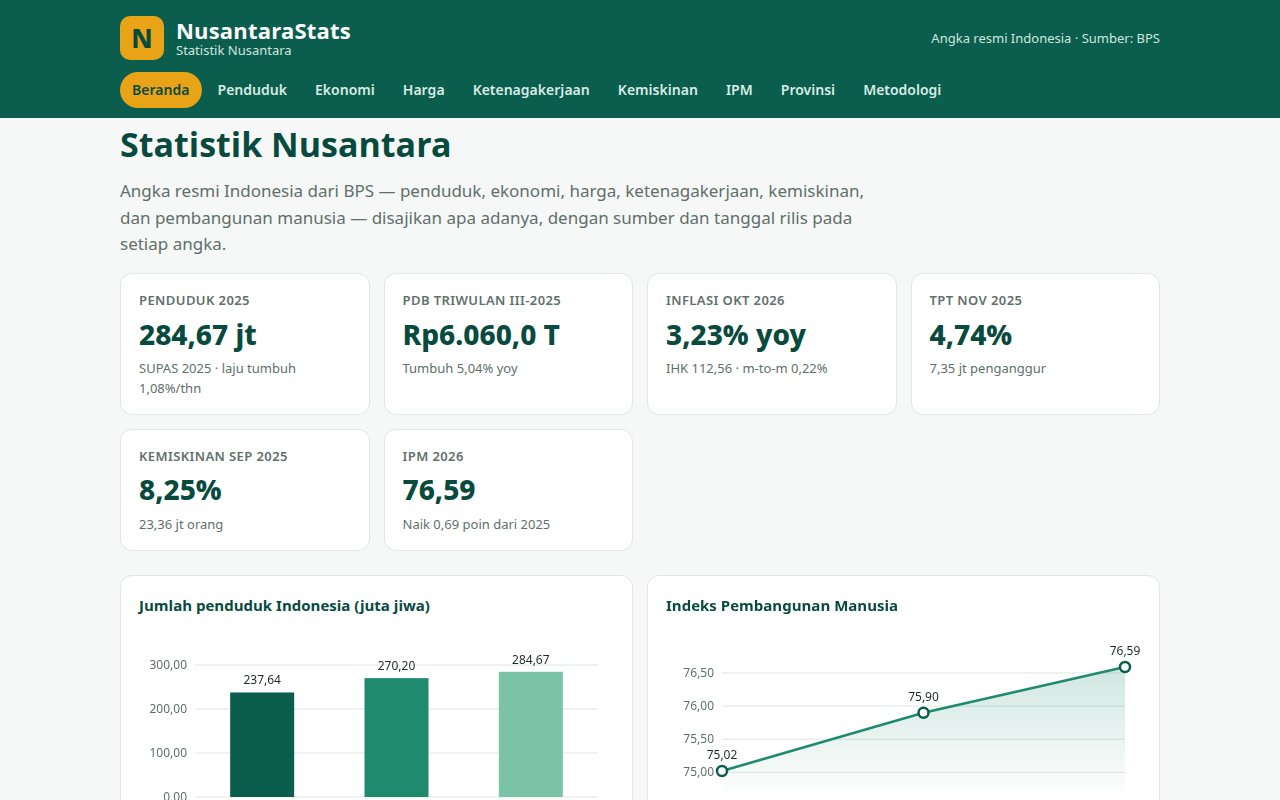 N
NusantaraStats
Statistik Nusantara
Angka resmi Indonesia · Sumber: BPS
Beranda
Penduduk
Ekonomi
Harga
Ketenagakerjaan
Kemiskinan
IPM
Provinsi
Metodologi
Statistik Nusantara
Angka resmi Indonesia dari BPS — penduduk, ekonomi, harga, ketenagakerjaan, kemiskinan,
dan pembangunan manusia — disajikan apa adanya, dengan sumber dan tanggal rilis pada
setiap angka.
PENDUDUK 2025
284,67 jt
SUPAS 2025 · laju tumbuh
1,08%/thn
PDB TRIWULAN III-2025
Rp6.060,0 T
Tumbuh 5,04% yoy
INFLASI OKT 2026
3,23% yoy
IHK 112,56 · m-to-m 0,22%
TPT NOV 2025
4,74%
7,35 jt penganggur
KEMISKINAN SEP 2025
8,25%
23,36 jt orang
IPM 2026
76,59
Naik 0,69 poin dari 2025
Jumlah penduduk Indonesia (juta jiwa)
300,00
200,00
100,00
0,00
237,64
270,20
284,67
Indeks Pembangunan Manusia
76,50
76,00
75,50
75,00
75,02
75,90
76,59